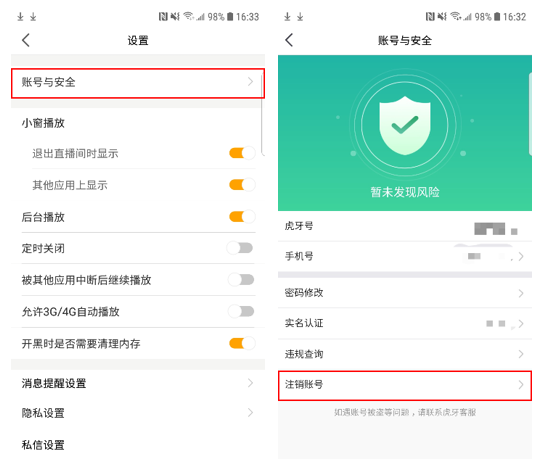 98% 16:33
设置
账号与安全
小窗播放
退出直播间时显示
其他应用上显示
后台播放
定时关闭
被其他应用中断后继续播放
允许3G/4G自动播放
开黑时是否需要清理内存
消息提醒设置
隐私设置
私信设置
98% 16:32
账号与安全
暂未发现风险
虎牙号
手机号
密码修改
实名认证
违规查询
注销账号
如遇账号被盗等问题，请联系虎牙客服